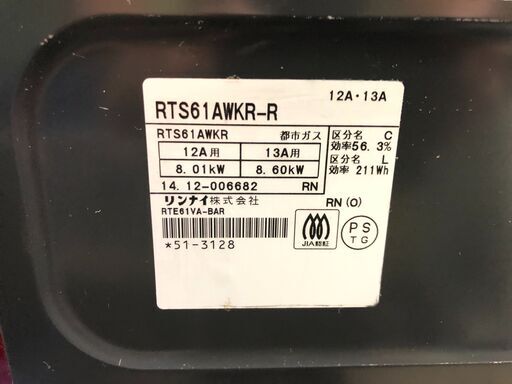 12A・13A
RTS61AWKR-R
RTS61AWKR 都市ガス
12A用 13A用
8.01kW 8.60kW
区分名 C
効率56.3%
区分名 L
効率 211Wh
14.12-006682 RN
リンナイ株式会社 RN(O)
RTE61VA-BAR
*51-3128
JIA認証
PS
TG